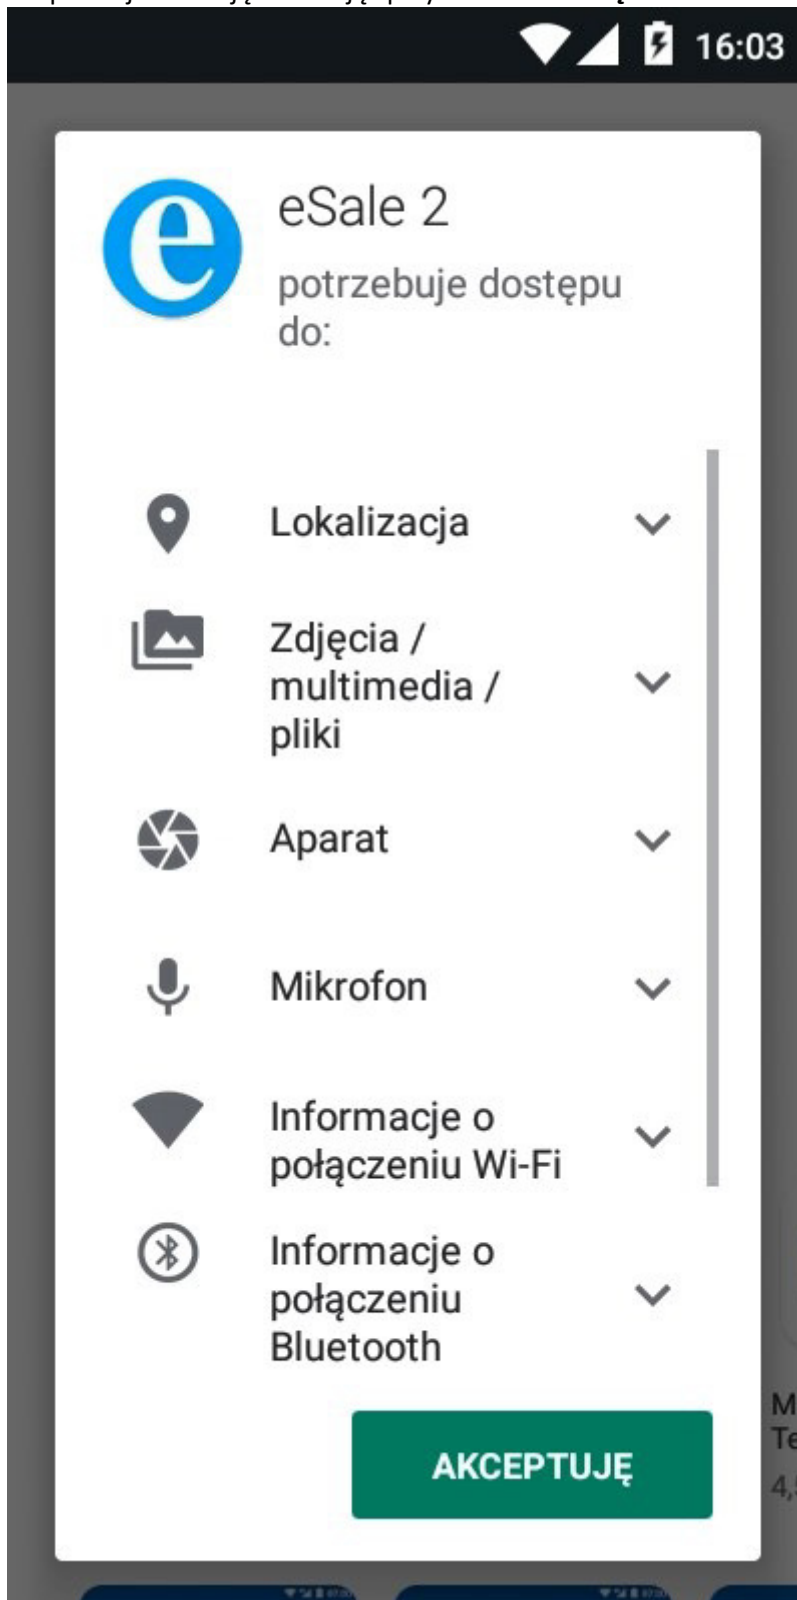 16:03
e
eSale 2
potrzebuje dostępu
do:
Lokalizacja
Zdjęcia /
multimedia /
pliki
Aparat
Mikrofon
Informacje o
połączeniu Wi-Fi
Informacje o
połączeniu
Bluetooth
AKCEPTUJĘ